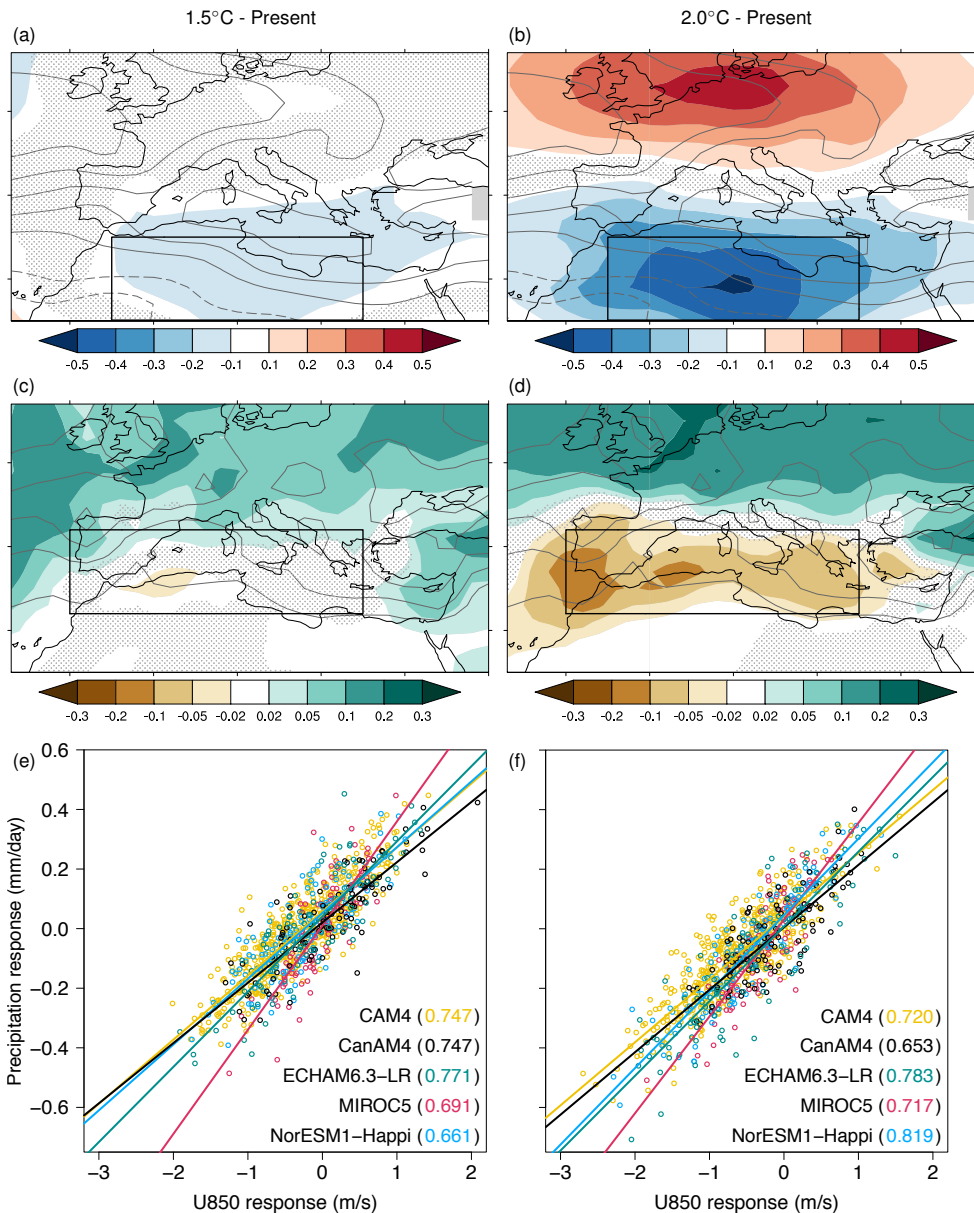 1.5°C - Present
2.0°C - Present
(a)
(b)
-0.5 -0.4 -0.3 -0.2 -0.1 0.1 0.2 0.3 0.4 0.5
-0.5 -0.4 -0.3 -0.2 -0.1 0.1 0.2 0.3 0.4 0.5
(c)
(d)
-0.3 -0.2 -0.1 -0.05 -0.02 0.02 0.05 0.1 0.2 0.3
-0.3 -0.2 -0.1 -0.05 -0.02 0.02 0.05 0.1 0.2 0.3
(e)
Precipitation response (mm/day)
0.6
0.4
0.2
0.0
−0.2
−0.4
−0.6
CAM4 (0.747)
CanAM4 (0.747)
ECHAM6.3−LR (0.771)
MIROC5 (0.691)
NorESM1−Happi (0.661)
−3 −2 −1 0 1 2
U850 response (m/s)
(f)
CAM4 (0.720)
CanAM4 (0.653)
ECHAM6.3−LR (0.783)
MIROC5 (0.717)
NorESM1−Happi (0.819)
−3 −2 −1 0 1 2
U850 response (m/s)